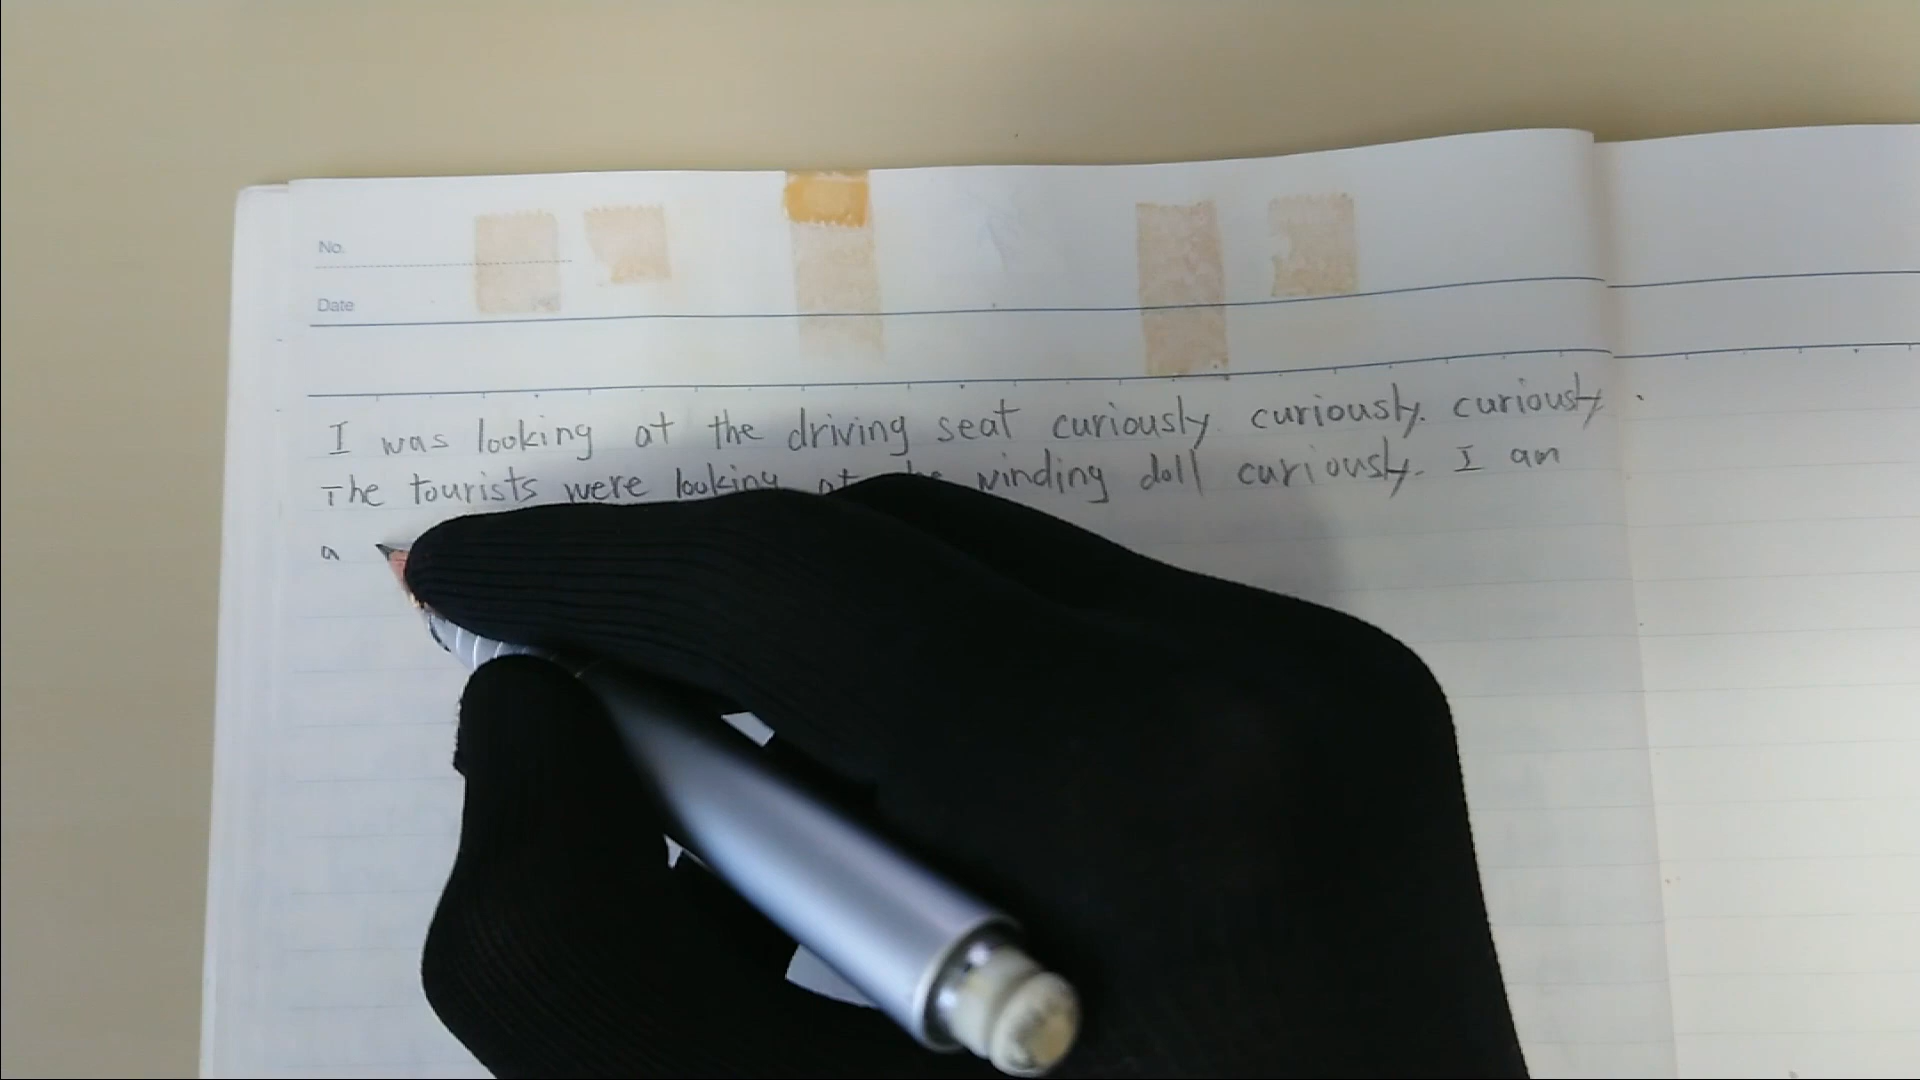 No.
Date
I was looking at the driving seat curiously. curiously. curiously.
The tourists were looking at winding doll curiously. I am
a